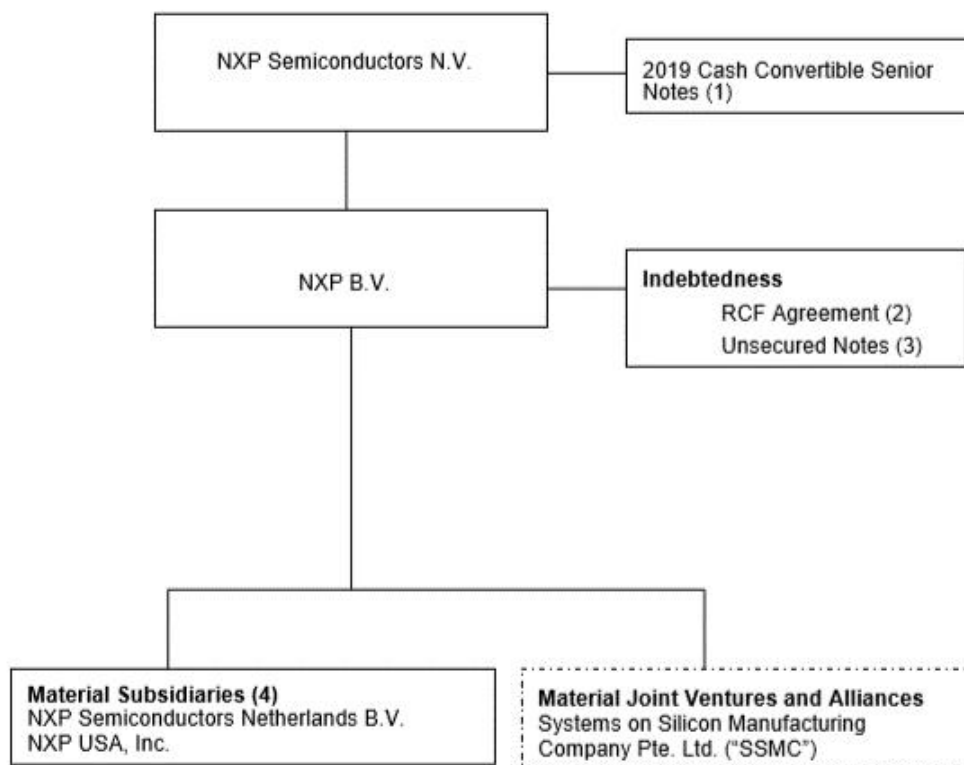 NXP Semiconductors N.V.
2019 Cash Convertible Senior
Notes (1)
NXP B.V.
Indebtedness
RCF Agreement (2)
Unsecured Notes (3)
Material Subsidiaries (4)
NXP Semiconductors Netherlands B.V.
NXP USA, Inc.
Material Joint Ventures and Alliances
Systems on Silicon Manufacturing
Company Pte. Ltd. (“SSMC”)